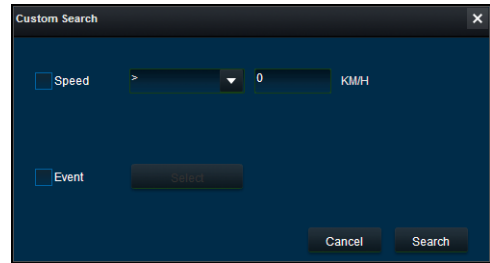 Custom Search
Speed > 0 KM/H
Event Select
Cancel Search